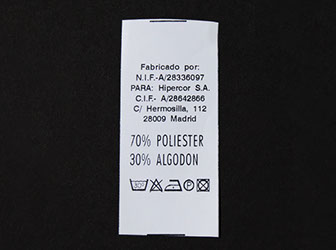 Fabricado por:
N.I.F.-A/28336097
PARA: Hipercor S.A.
C.I.F.- A/28642866
C/ Hermosilla, 112
28009 Madrid
70% POLIESTER
30% ALGODON